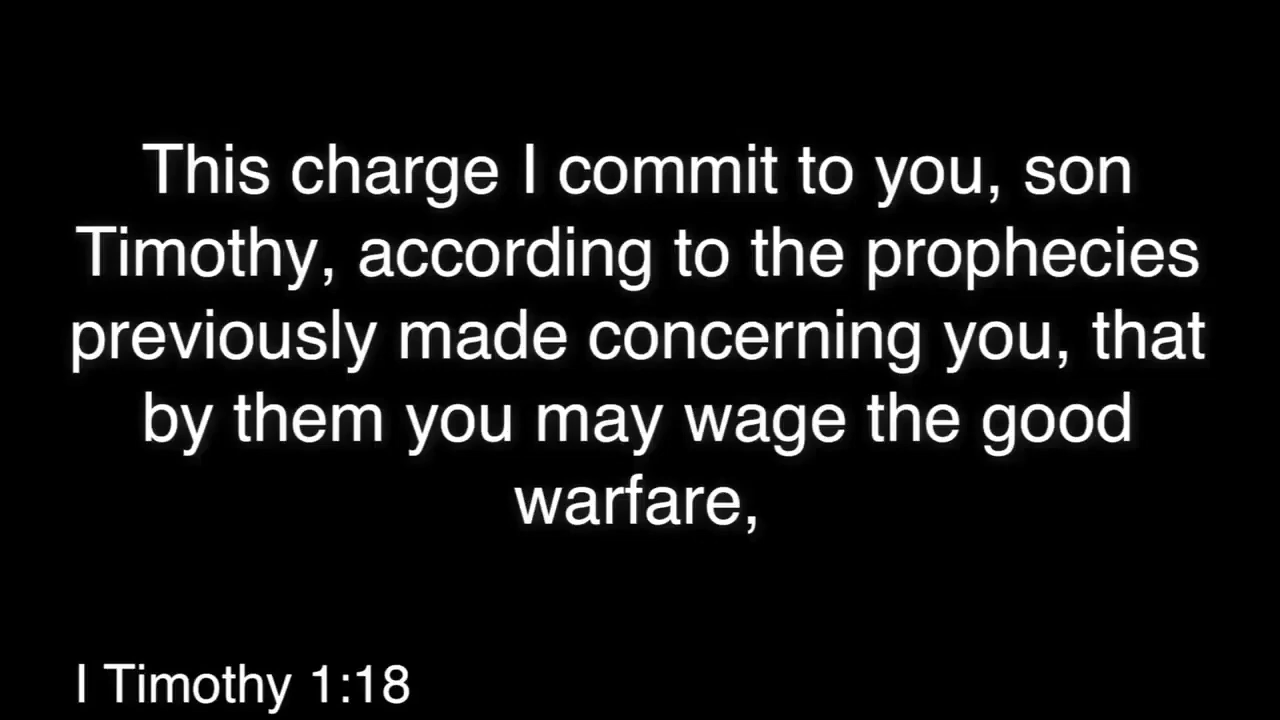 This charge I commit to you, son
Timothy, according to the prophecies
previously made concerning you, that
by them you may wage the good
warfare,
I Timothy 1:18